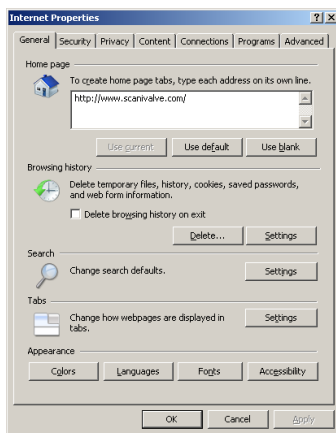 Internet Properties
General Security Privacy Content Connections Programs Advanced
Home page
To create home page tabs, type each address on its own line.
http://www.scanivalve.com/
Use current Use default Use blank
Browsing history
Delete temporary files, history, cookies, saved passwords,
and web form information.
Delete browsing history on exit
Delete... Settings
Search
Change search defaults. Settings
Tabs
Change how webpages are displayed in
tabs.
Settings
Appearance
Colors Languages Fonts Accessibility
OK Cancel Apply